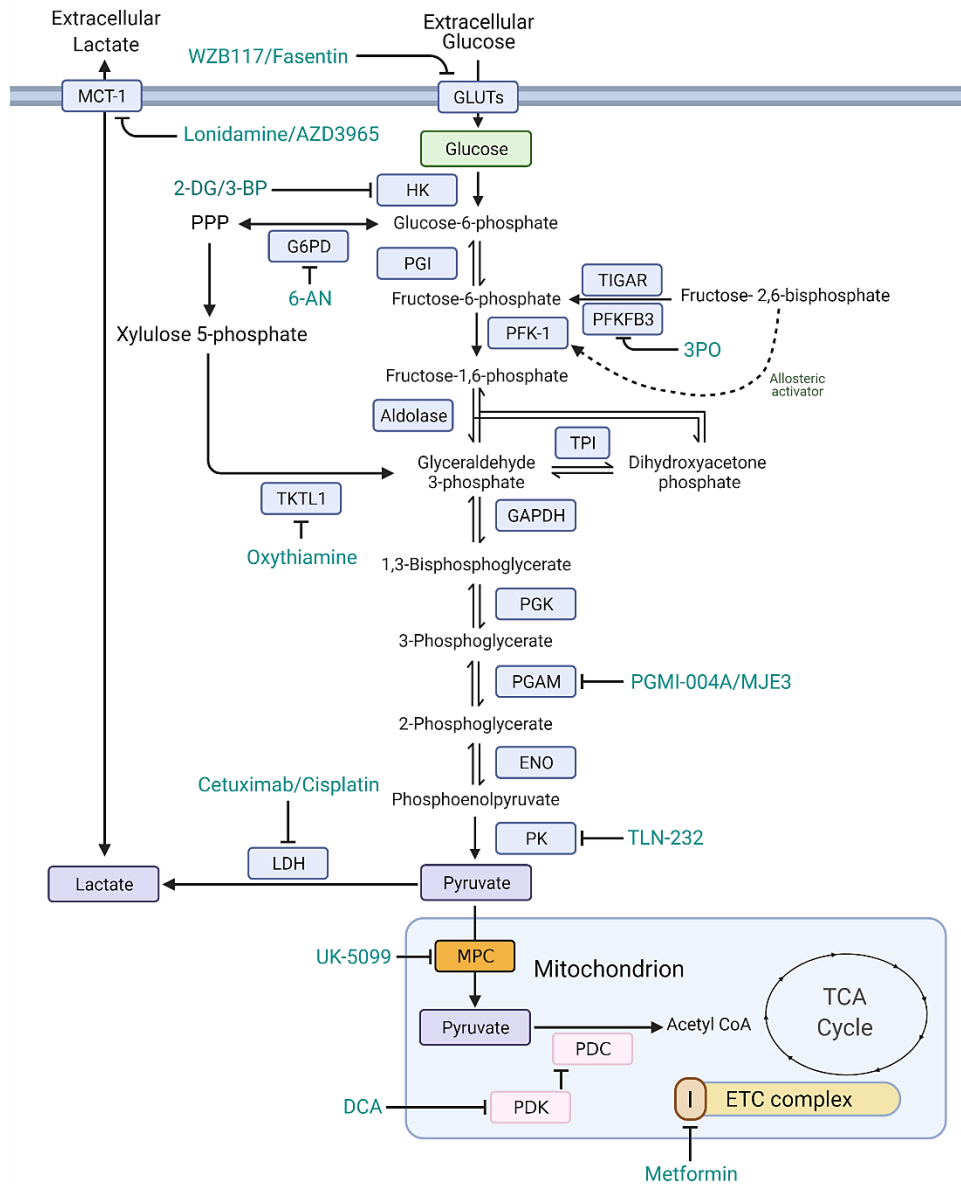 Extracellular
Lactate
Extracellular
Glucose
WZB117/Fasentin
MCT-1
GLUTs
Lonidamine/AZD3965
Glucose
2-DG/3-BP
HK
PPP
Glucose-6-phosphate
G6PD
PGI
6-AN
TIGAR
Fructose-6-phosphate
Fructose- 2,6-bisphosphate
PFKFB3
Xylulose 5-phosphate
PFK-1
3PO
Fructose-1,6-phosphate
Allosteric
activator
Aldolase
TPI
Glyceraldehyde
3-phosphate
Dihydroxyacetone
phosphate
TKTL1
GAPDH
Oxythiamine
1,3-Bisphosphoglycerate
PGK
3-Phosphoglycerate
PGAM
PGMI-004A/MJE3
2-Phosphoglycerate
ENO
Cetuximab/Cisplatin
Phosphoenolpyruvate
PK
TLN-232
LDH
Lactate
Pyruvate
UK-5099
MPC
Mitochondrion
TCA
Cycle
Pyruvate
Acetyl CoA
PDC
DCA
PDK
I
ETC complex
Metformin